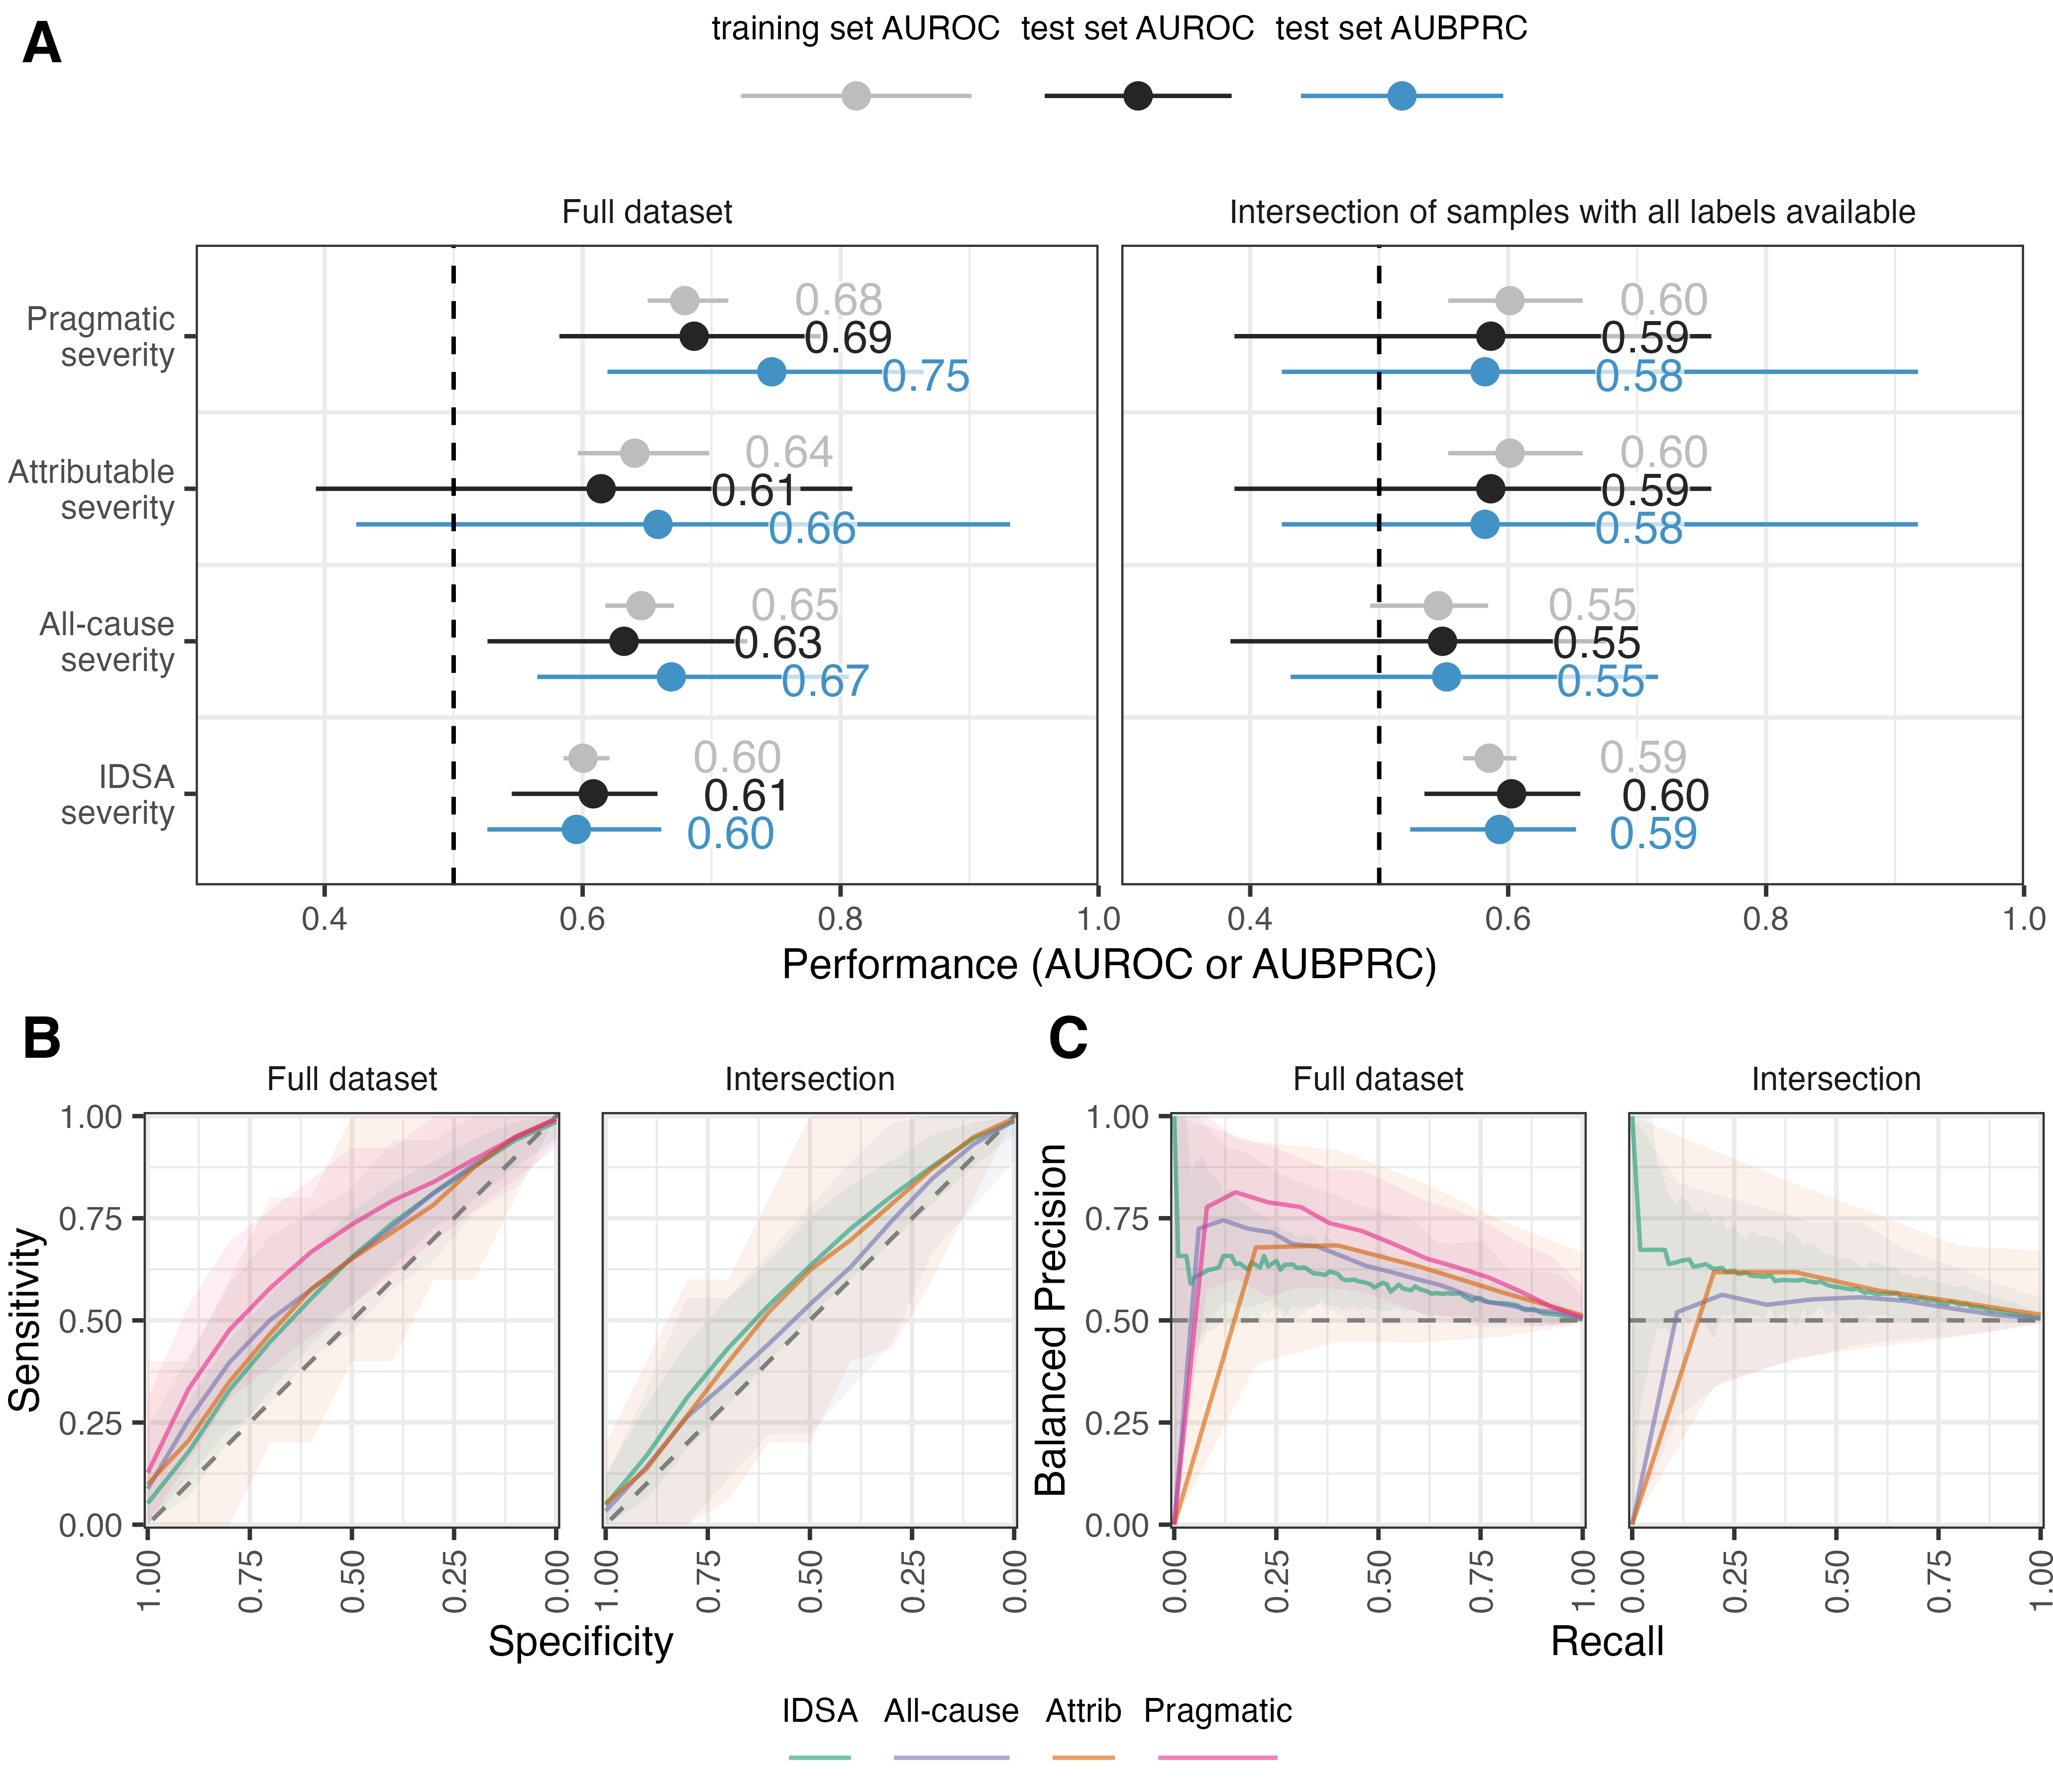 A
training set AUROC test set AUROC test set AUBPRC
Full dataset
Intersection of samples with all labels available
Pragmatic
severity
Attributable
severity
All-cause
severity
IDSA
severity
0.68
0.69
0.75
0.64
0.61
0.66
0.65
0.63
0.67
0.60
0.61
0.60
0.60
0.59
0.58
0.60
0.59
0.58
0.55
0.55
0.55
0.59
0.60
0.59
0.4 0.6 0.8 1.0
0.4 0.6 0.8 1.0
Performance (AUROC or AUBPRC)
B
Full dataset
Intersection
Sensitivity
1.00
0.75
0.50
0.25
0.00
1.00 0.75 0.50 0.25 0.00
1.00 0.75 0.50 0.25 0.00
Specificity
C
Full dataset
Intersection
Balanced Precision
1.00
0.75
0.50
0.25
0.00
0.00 0.25 0.50 0.75 1.00
0.00 0.25 0.50 0.75 1.00
Recall
IDSA All-cause Attrib Pragmatic